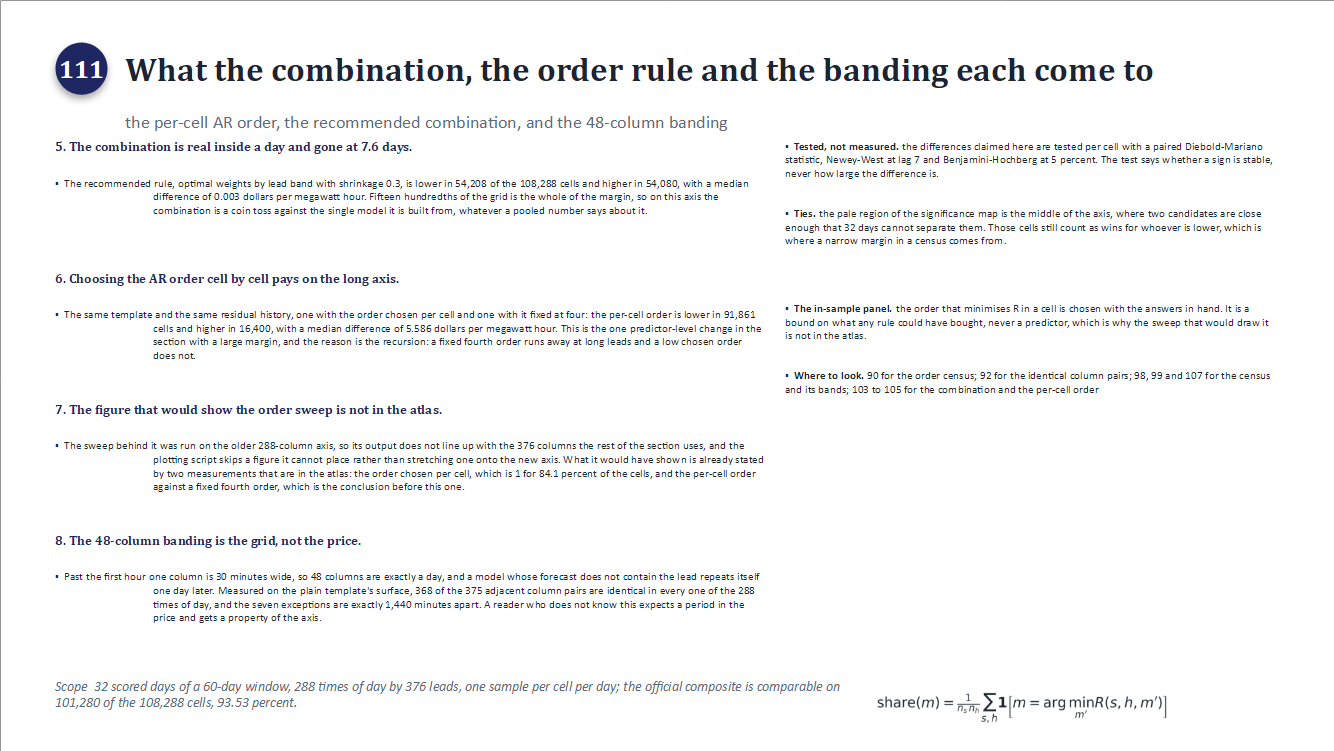 111
What the combination, the order rule and the banding each come to
the per-cell AR order, the recommended combination, and the 48-column banding
5. The combination is real inside a day and gone at 7.6 days.
▪ The recommended rule, optimal weights by lead band with shrinkage 0.3, is lower in 54,208 of the 108,288 cells and higher in 54,080, with a median
difference of 0.003 dollars per megawatt hour. Fifteen hundredths of the grid is the whole of the margin, so on this axis the
combination is a coin toss against the single model it is built from, whatever a pooled number says about it.
6. Choosing the AR order cell by cell pays on the long axis.
▪ The same template and the same residual history, one with the order chosen per cell and one with it fixed at four: the per-cell order is lower in 91,861
cells and higher in 16,400, with a median difference of 5.586 dollars per megawatt hour. This is the one predictor-level change in the
section with a large margin, and the reason is the recursion: a fixed fourth order runs away at long leads and a low chosen order
does not.
7. The figure that would show the order sweep is not in the atlas.
▪ The sweep behind it was run on the older 288-column axis, so its output does not line up with the 376 columns the rest of the section uses, and the
plotting script skips a figure it cannot place rather than stretching one onto the new axis. What it would have shown is already stated
by two measurements that are in the atlas: the order chosen per cell, which is 1 for 84.1 percent of the cells, and the per-cell order
against a fixed fourth order, which is the conclusion before this one.
8. The 48-column banding is the grid, not the price.
▪ Past the first hour one column is 30 minutes wide, so 48 columns are exactly a day, and a model whose forecast does not contain the lead repeats itself
one day later. Measured on the plain template's surface, 368 of the 375 adjacent column pairs are identical in every one of the 288
times of day, and the seven exceptions are exactly 1,440 minutes apart. A reader who does not know this expects a period in the
price and gets a property of the axis.
▪ Tested, not measured. the differences claimed here are tested per cell with a paired Diebold-Mariano
statistic, Newey-West at lag 7 and Benjamini-Hochberg at 5 percent. The test says whether a sign is stable,
never how large the difference is.
▪ Ties. the pale region of the significance map is the middle of the axis, where two candidates are close
enough that 32 days cannot separate them. Those cells still count as wins for whoever is lower, which is
where a narrow margin in a census comes from.
▪ The in-sample panel. the order that minimises R in a cell is chosen with the answers in hand. It is a
bound on what any rule could have bought, never a predictor, which is why the sweep that would draw it
is not in the atlas.
▪ Where to look. 90 for the order census; 92 for the identical column pairs; 98, 99 and 107 for the census
and its bands; 103 to 105 for the combination and the per-cell order
Scope 32 scored days of a 60-day window, 288 times of day by 376 leads, one sample per cell per day; the official composite is comparable on
101,280 of the 108,288 cells, 93.53 percent.
share(m) = 1/(nₛnₕ) ∑ₛ,ₕ 1[m = arg minₘ′ R(s, h, m′)]